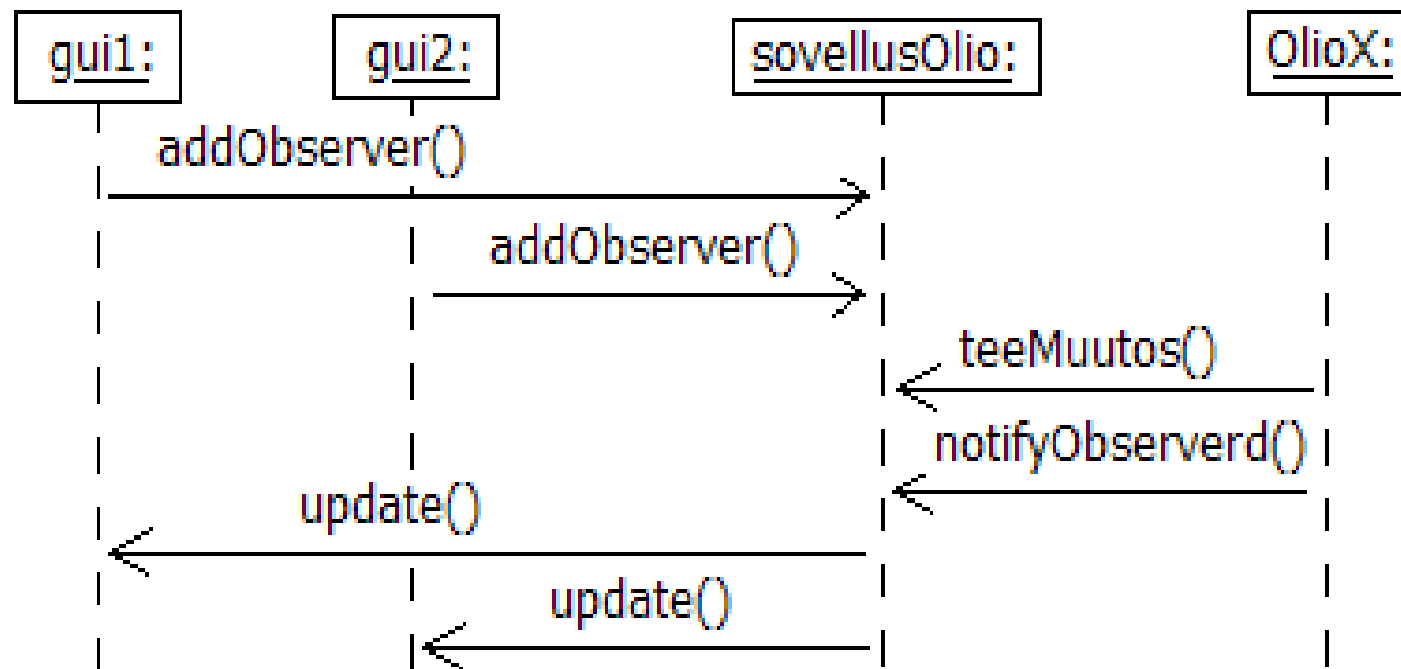 gui1:
gui2:
sovellusOlio:
OlioX:
addObserver()
addObserver()
teeMuutos()
notifyObserverd()
update()
update()